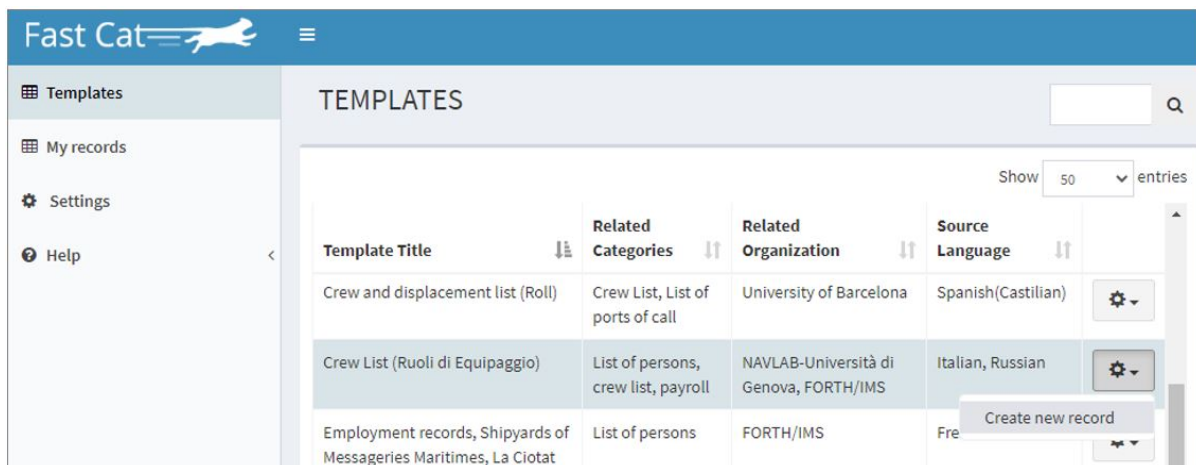 Fast Cat
Templates
My records
Settings
Help
TEMPLATES
Show 50 entries
Template Title
Related Categories
Related Organization
Source Language
Crew and displacement list (Roll)
Crew List, List of
ports of call
University of Barcelona
Spanish(Castilian)
Crew List (Ruoli di Equipaggio)
List of persons,
crew list, payroll
NAVLAB-Università di
Genova, FORTH/IMS
Italian, Russian
Create new record
Employment records, Shipyards of
Messageries Maritimes, La Ciotat
List of persons
FORTH/IMS